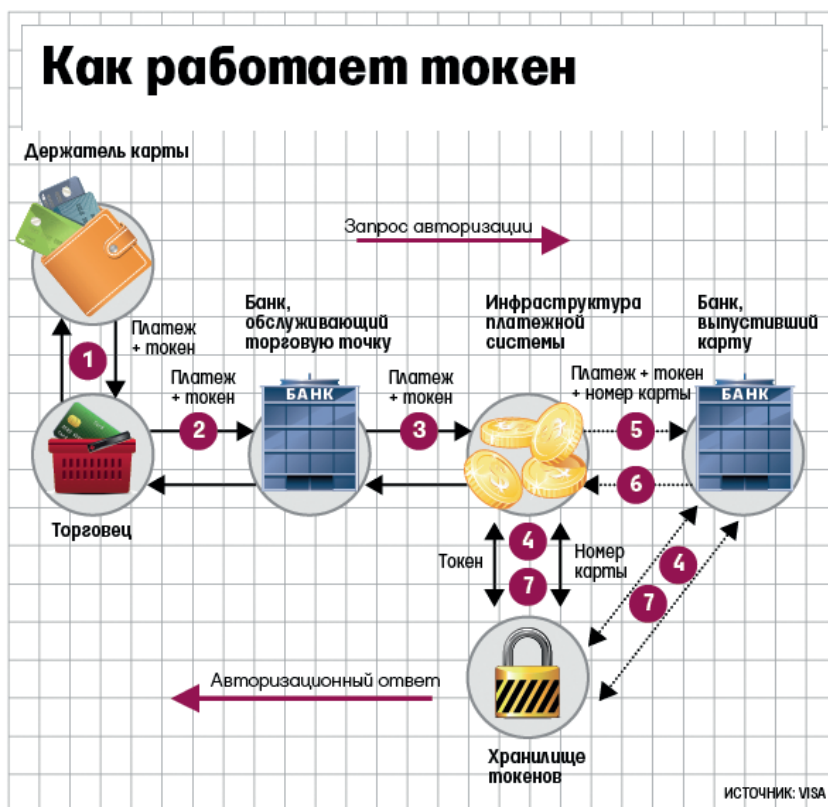 Как работает токен
Держатель карты
Запрос авторизации
Платеж
+ токен
1
Банк,
обслуживающий
торговую точку
Инфраструктура
платежной
системы
Банк,
выпустивший
карту
Платеж
+ токен
2
БАНК
Платеж
+ токен
3
Платеж + токен
+ номер карты
5
6
БАНК
Торговец
Токен
4
7
Номер
карты
4
7
Авторизационный ответ
Хранилище
токенов
ИСТОЧНИК: VISA